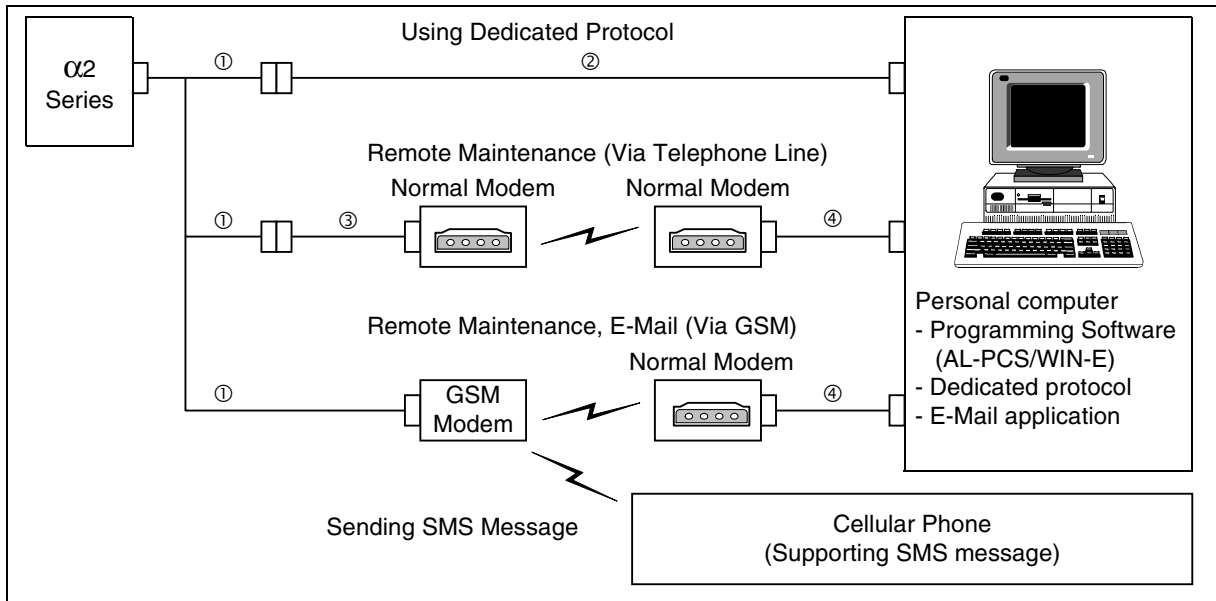 Using Dedicated Protocol
α2
Series
①
②
Remote Maintenance (Via Telephone Line)
Normal Modem
Normal Modem
①
③
④
Remote Maintenance, E-Mail (Via GSM)
Normal Modem
①
GSM
Modem
④
Personal computer
- Programming Software
(AL-PCS/WIN-E)
- Dedicated protocol
- E-Mail application
Sending SMS Message
Cellular Phone
(Supporting SMS message)